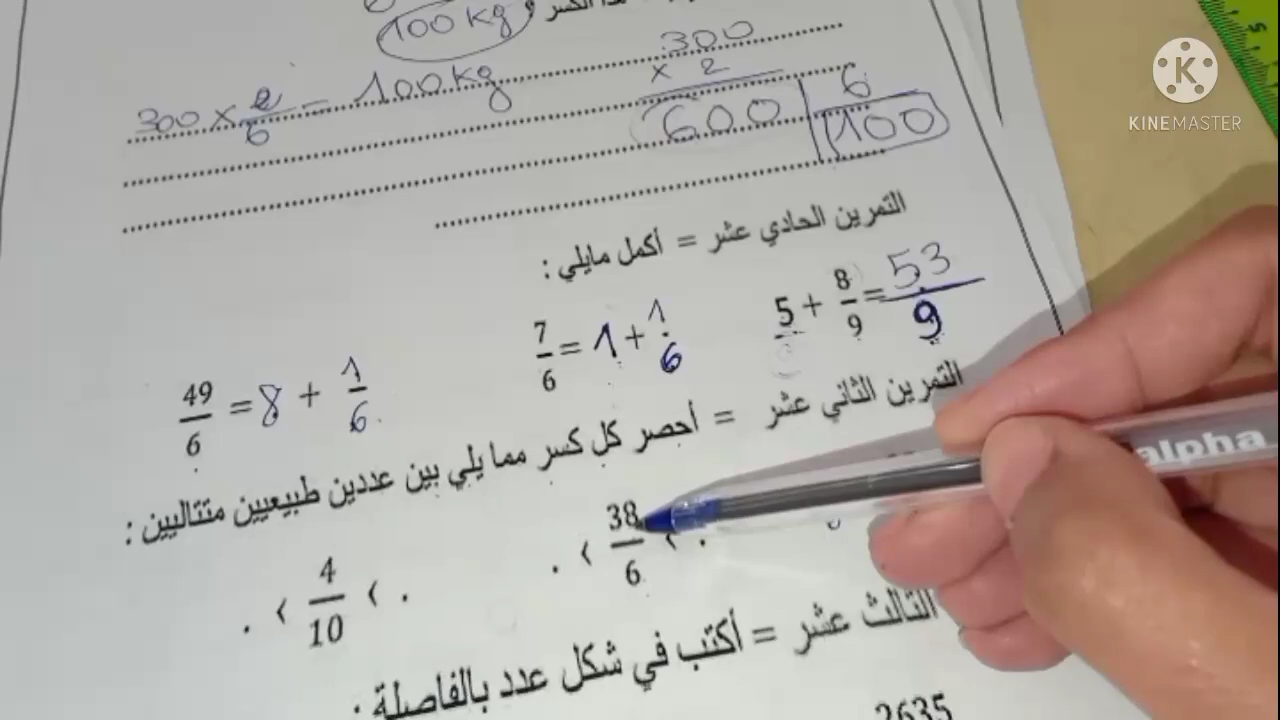 هذا الكسر
100 kg
300 × 2/6 = 100 kg
300
× 2
600 6
100
التمرين الحادي عشر = أكمل مايلي :
5 + 8/9 = 53/9
7/6 = 1 + 1/6
49/6 = 8 + 1/6
التمرين الثاني عشر = أحصر كل كسر مما يلي بين عددين طبيعيين متتاليين :
. < 38/6 < .
. < 4/10 < .
الثالث عشر = أكتب في شكل عدد بالفاصلة :
2635
alpha
KINEMASTER